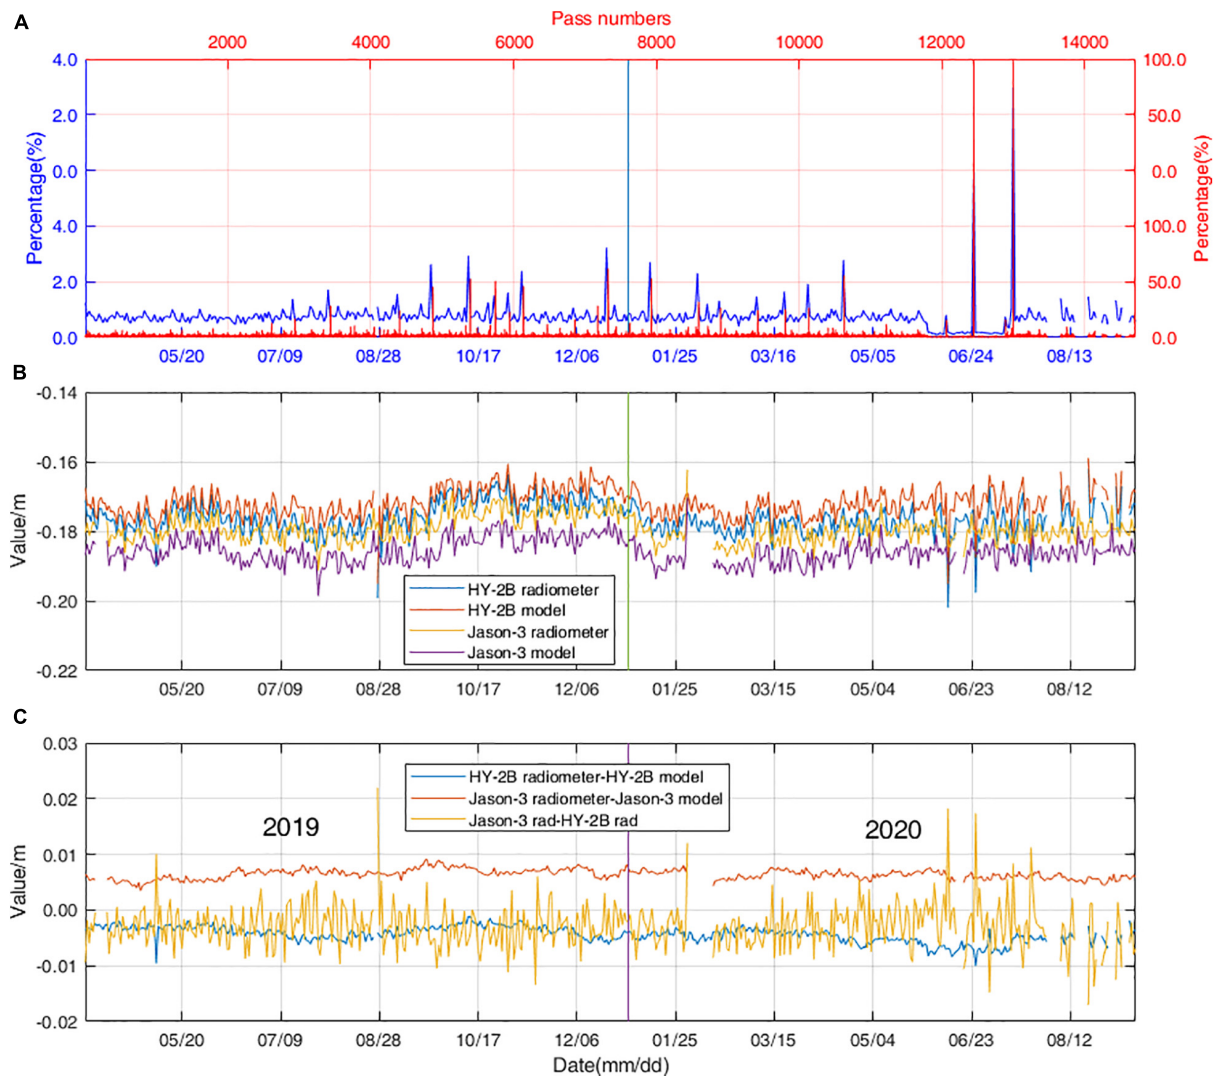 A
Pass numbers
2000 4000 6000 8000 10000 12000 14000
4.0 100.0
2.0 50.0
0.0 0.0
4.0 100.0
2.0 50.0
0.0 0.0
Percentage(%)
Percentage(%)
05/20 07/09 08/28 10/17 12/06 01/25 03/16 05/05 06/24 08/13
B
-0.14
-0.16
-0.18
-0.20
-0.22
Value/m
HY-2B radiometer
HY-2B model
Jason-3 radiometer
Jason-3 model
05/20 07/09 08/28 10/17 12/06 01/25 03/15 05/04 06/23 08/12
C
0.03
0.02
0.01
0.00
-0.01
-0.02
Value/m
HY-2B radiometer-HY-2B model
Jason-3 radiometer-Jason-3 model
Jason-3 rad-HY-2B rad
2019 2020
05/20 07/09 08/28 10/17 12/06 01/25 03/15 05/04 06/23 08/12
Date(mm/dd)